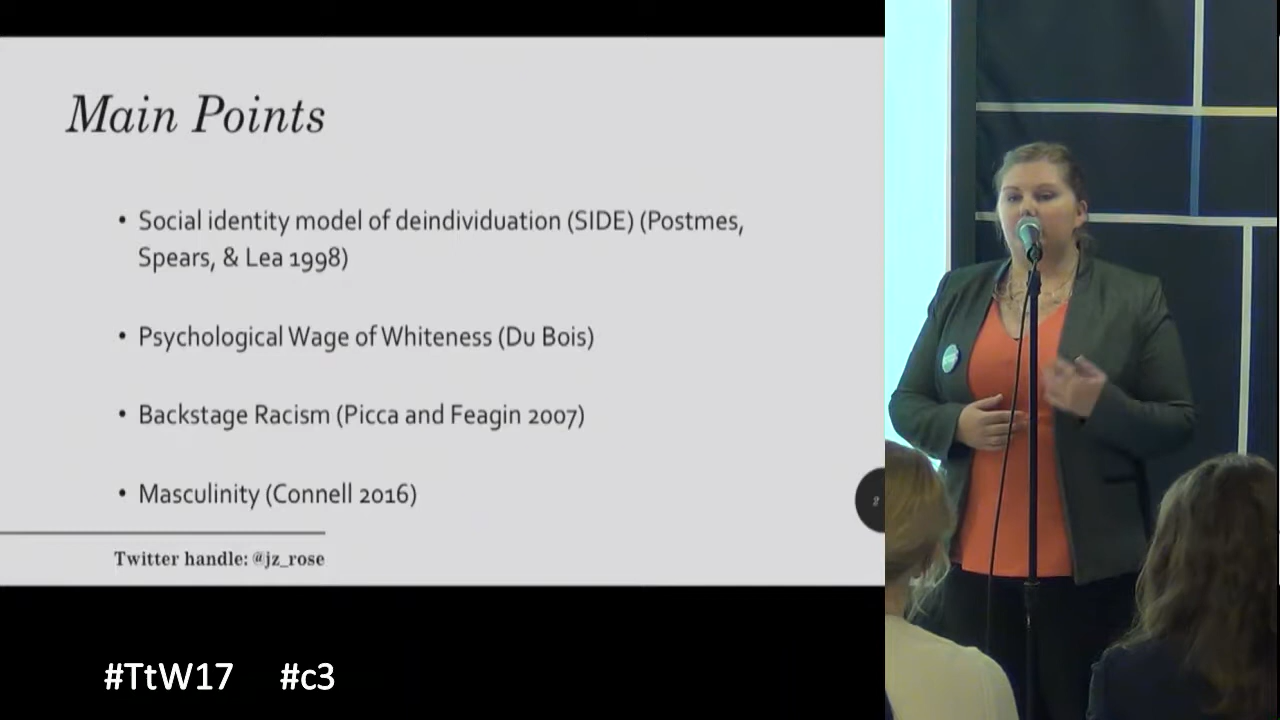 Main Points
• Social identity model of deindividuation (SIDE) (Postmes,
Spears, & Lea 1998)
• Psychological Wage of Whiteness (Du Bois)
• Backstage Racism (Picca and Feagin 2007)
• Masculinity (Connell 2016)
Twitter handle: @jz_rose
#TtW17 #c3